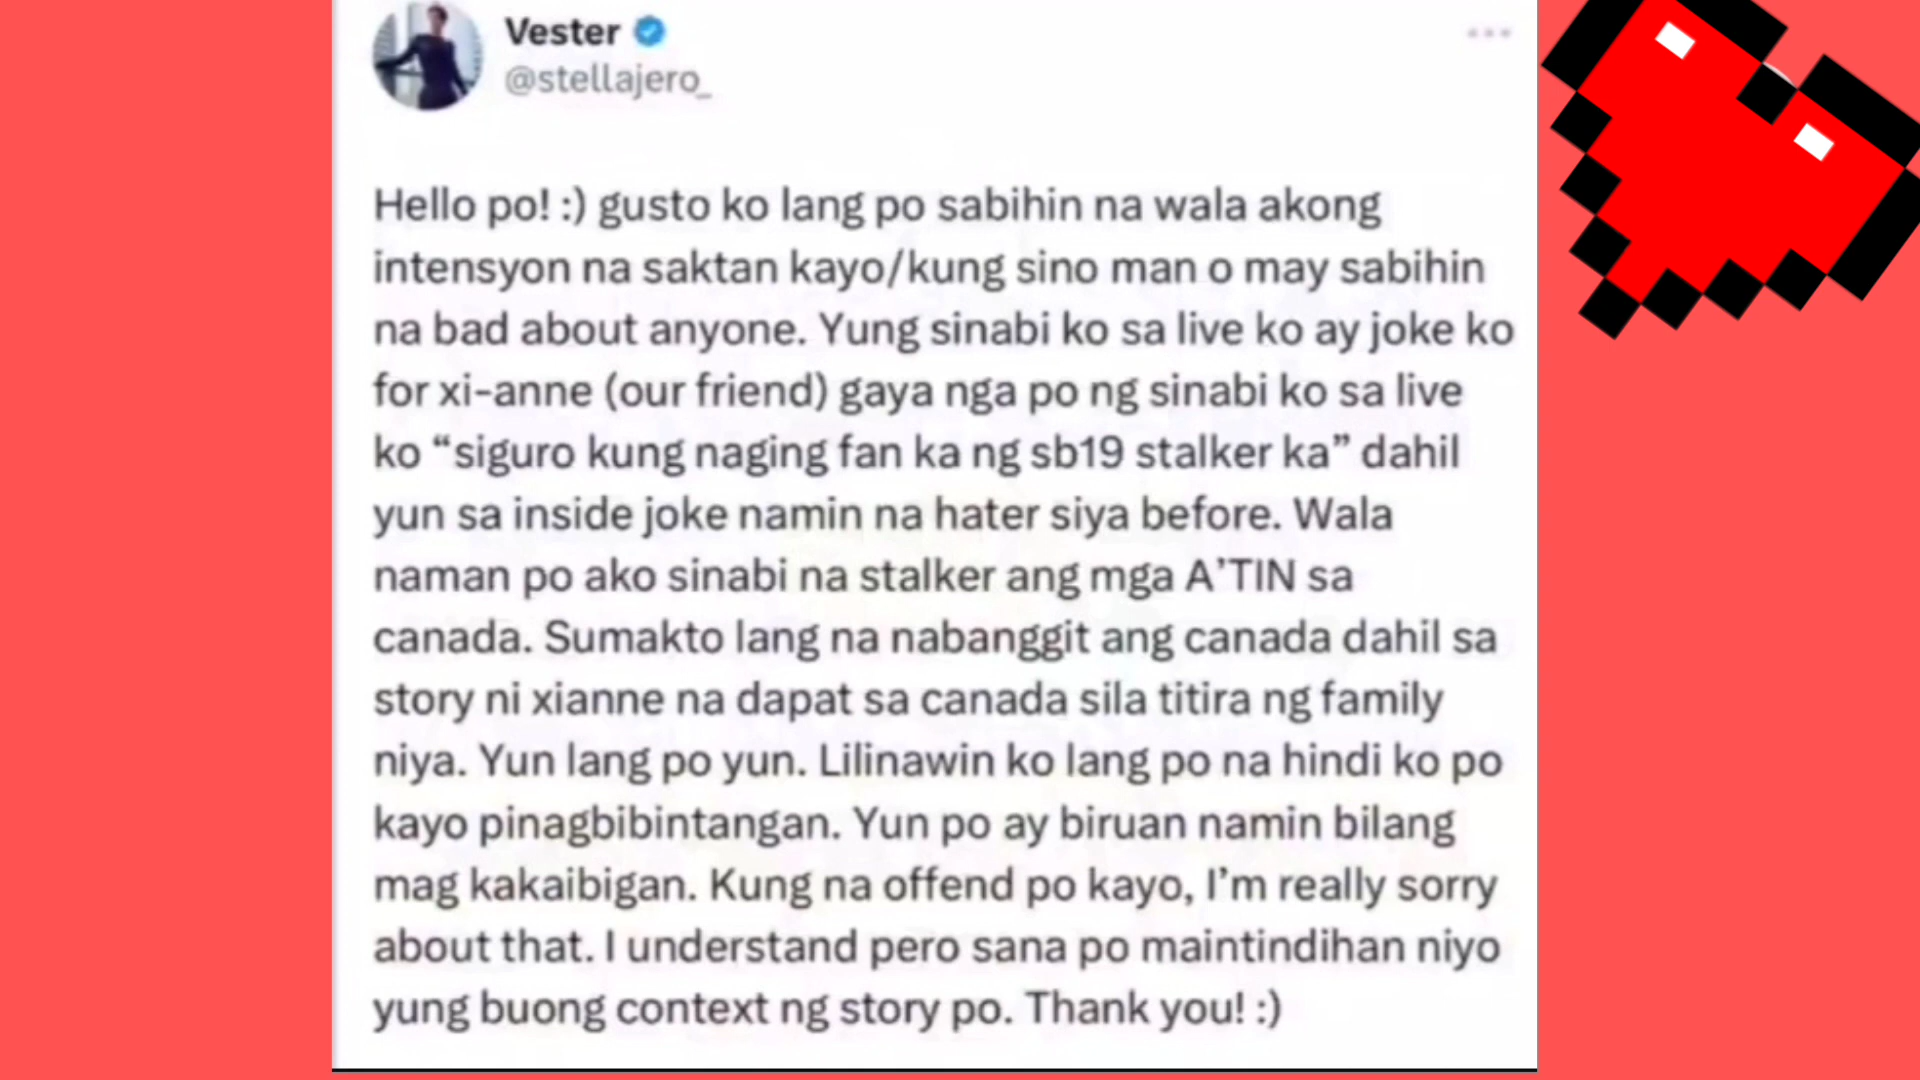 Vester
@stellajero_
Hello po! :) gusto ko lang po sabihin na wala akong
intensyon na saktan kayo/kung sino man o may sabihin
na bad about anyone. Yung sinabi ko sa live ko ay joke ko
for xi-anne (our friend) gaya nga po ng sinabi ko sa live
ko “siguro kung naging fan ka ng sb19 stalker ka” dahil
yun sa inside joke namin na hater siya before. Wala
naman po ako sinabi na stalker ang mga A’TIN sa
canada. Sumakto lang na nabanggit ang canada dahil sa
story ni xianne na dapat sa canada sila titira ng family
niya. Yun lang po yun. Lilinawin ko lang po na hindi ko po
kayo pinagbibintangan. Yun po ay biruan namin bilang
mag kakaibigan. Kung na offend po kayo, I’m really sorry
about that. I understand pero sana po maintindihan niyo
yung buong context ng story po. Thank you! :)